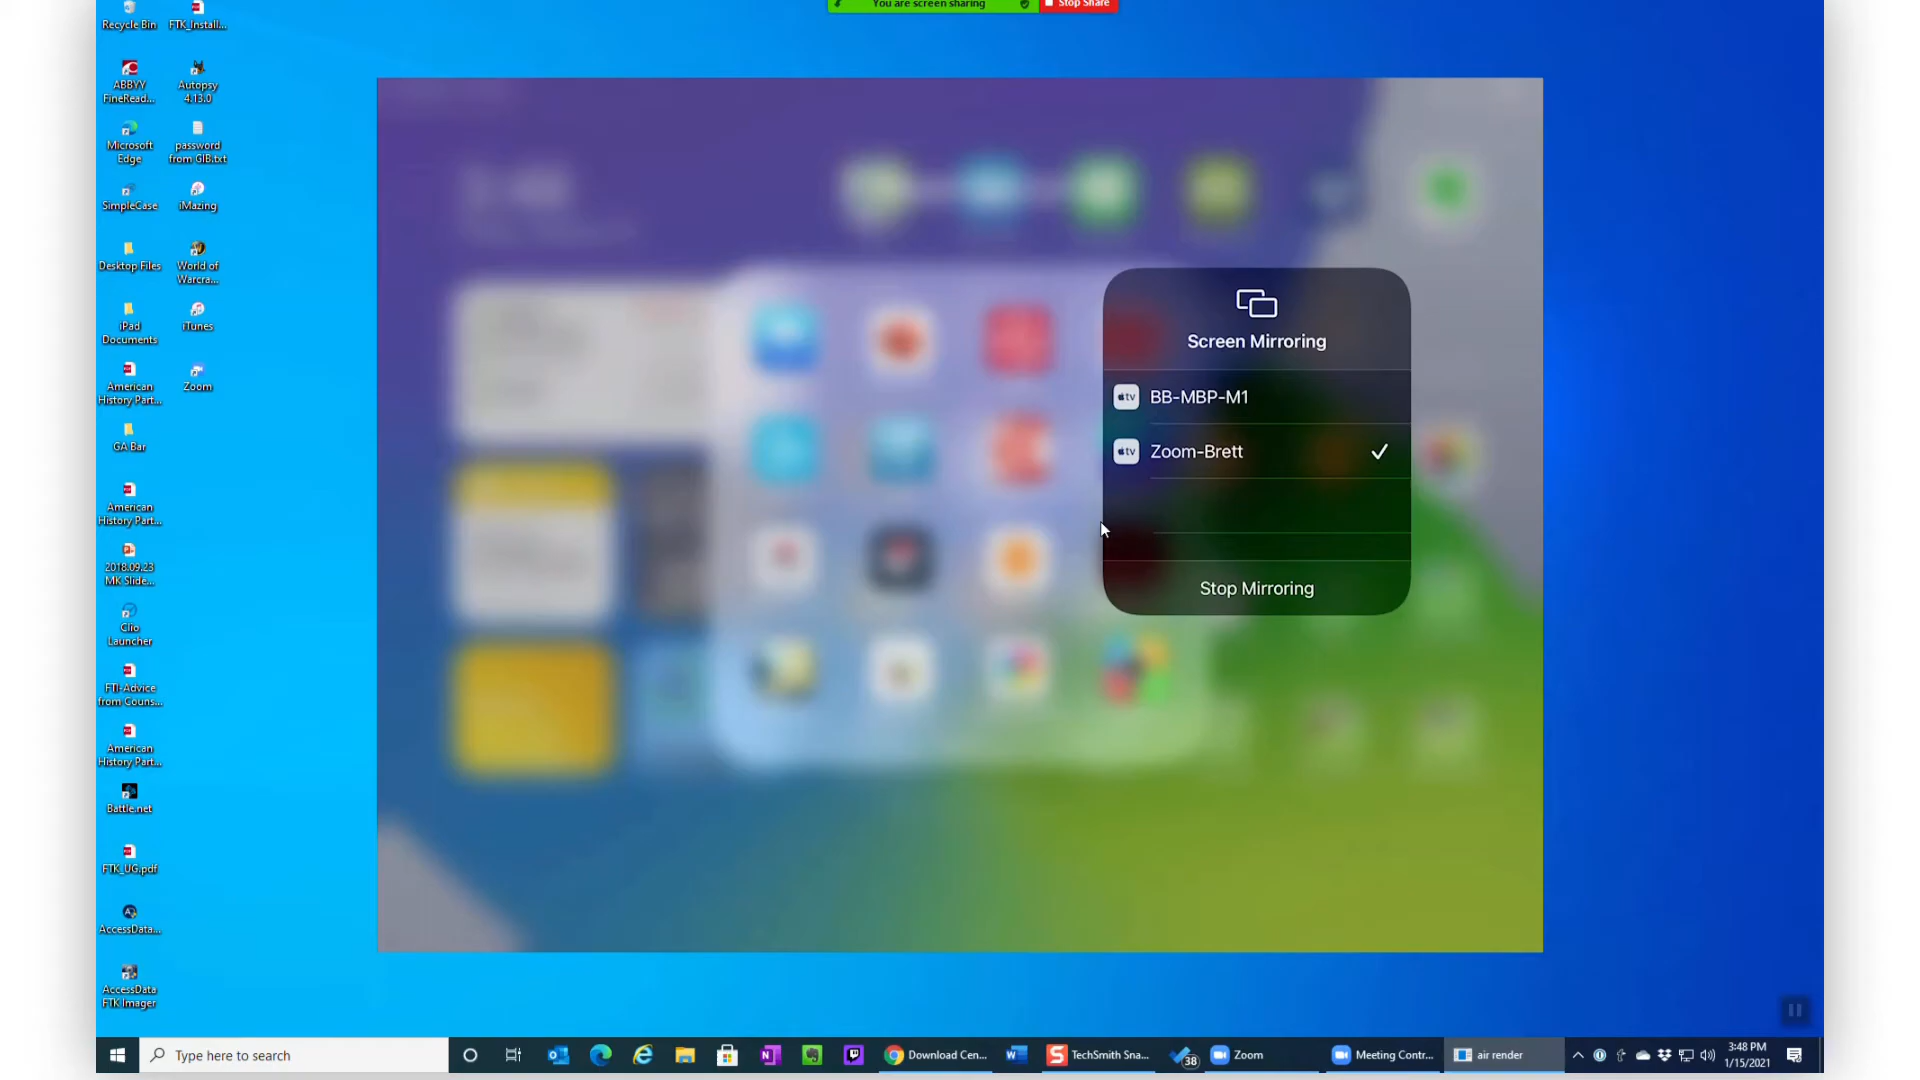 You are screen sharing
Stop Share
Recycle Bin
FTK_Install...
ABBYY
FineRead...
Autopsy
4.13.0
Microsoft
Edge
password
from GIB.txt
SimpleCase
iMazing
Desktop Files
World of
Warcra...
iPad
Documents
iTunes
American
History Part...
Zoom
GA Bar
American
History Part...
2018.09.23
MK Slide...
Clio
Launcher
FTI-Advice
from Couns...
American
History Part...
Battle.net
FTK_UG.pdf
AccessData...
AccessData
FTK Imager
Screen Mirroring
tv BB-MBP-M1
tv Zoom-Brett
Stop Mirroring
Type here to search
Download Cen...
TechSmith Sna...
38
Zoom
Meeting Contr...
air render
3:48 PM
1/15/2021